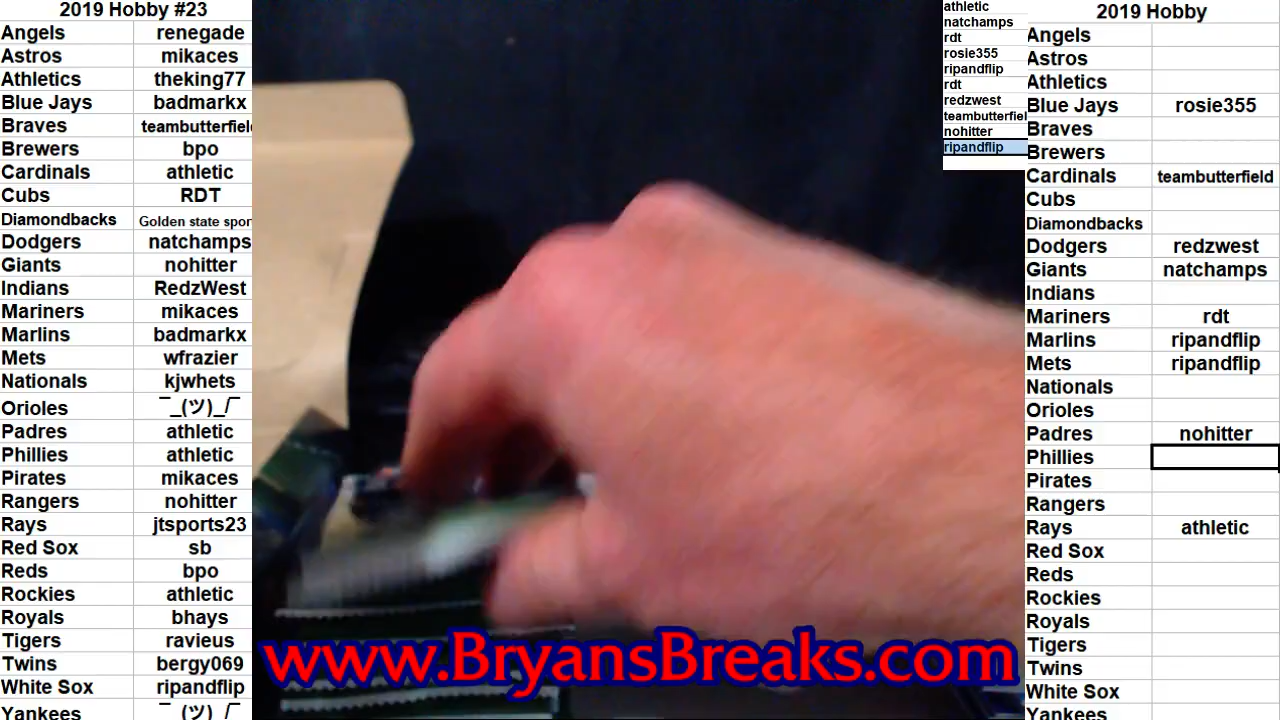 2019 Hobby #23
Angels renegade
Astros mikaces
Athletics theking77
Blue Jays badmarkx
Braves teambutterfiel
Brewers bpo
Cardinals athletic
Cubs RDT
Diamondbacks Golden state spor
Dodgers natchamps
Giants nohitter
Indians RedzWest
Mariners mikaces
Marlins badmarkx
Mets wfrazier
Nationals kjwhets
Orioles ¯_(ツ)_/¯
Padres athletic
Phillies athletic
Pirates mikaces
Rangers nohitter
Rays jtsports23
Red Sox sb
Reds bpo
Rockies athletic
Royals bhays
Tigers ravieus
Twins bergy069
White Sox ripandflip
Yankees ¯_(ツ)_/¯
athletic
natchamps
rdt
rosie355
ripandflip
rdt
redzwest
teambutterfiel
nohitter
ripandflip
2019 Hobby
Angels
Astros
Athletics
Blue Jays rosie355
Braves
Brewers
Cardinals teambutterfield
Cubs
Diamondbacks
Dodgers redzwest
Giants natchamps
Indians
Mariners rdt
Marlins ripandflip
Mets ripandflip
Nationals
Orioles
Padres nohitter
Phillies
Pirates
Rangers
Rays athletic
Red Sox
Reds
Rockies
Royals
Tigers
Twins
White Sox
Yankees
www.BryansBreaks.com